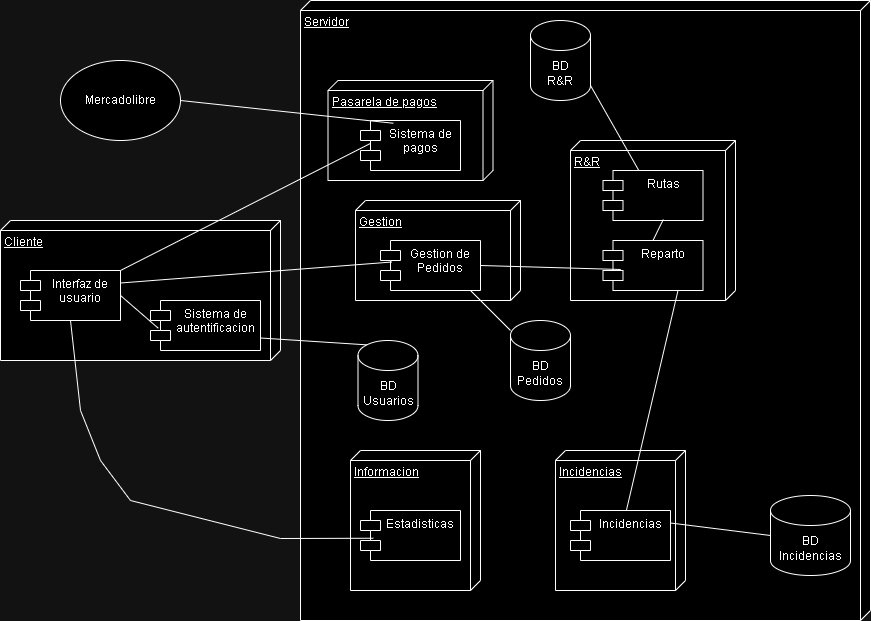 Servidor
BD
R&R
Mercadolibre
Pasarela de pagos
Sistema de
pagos
R&R
Rutas
Gestion
Cliente
Gestion de
Pedidos
Reparto
Interfaz de
usuario
Sistema de
autentificacion
BD
Pedidos
BD
Usuarios
Informacion
Incidencias
Estadisticas
Incidencias
BD
Incidencias